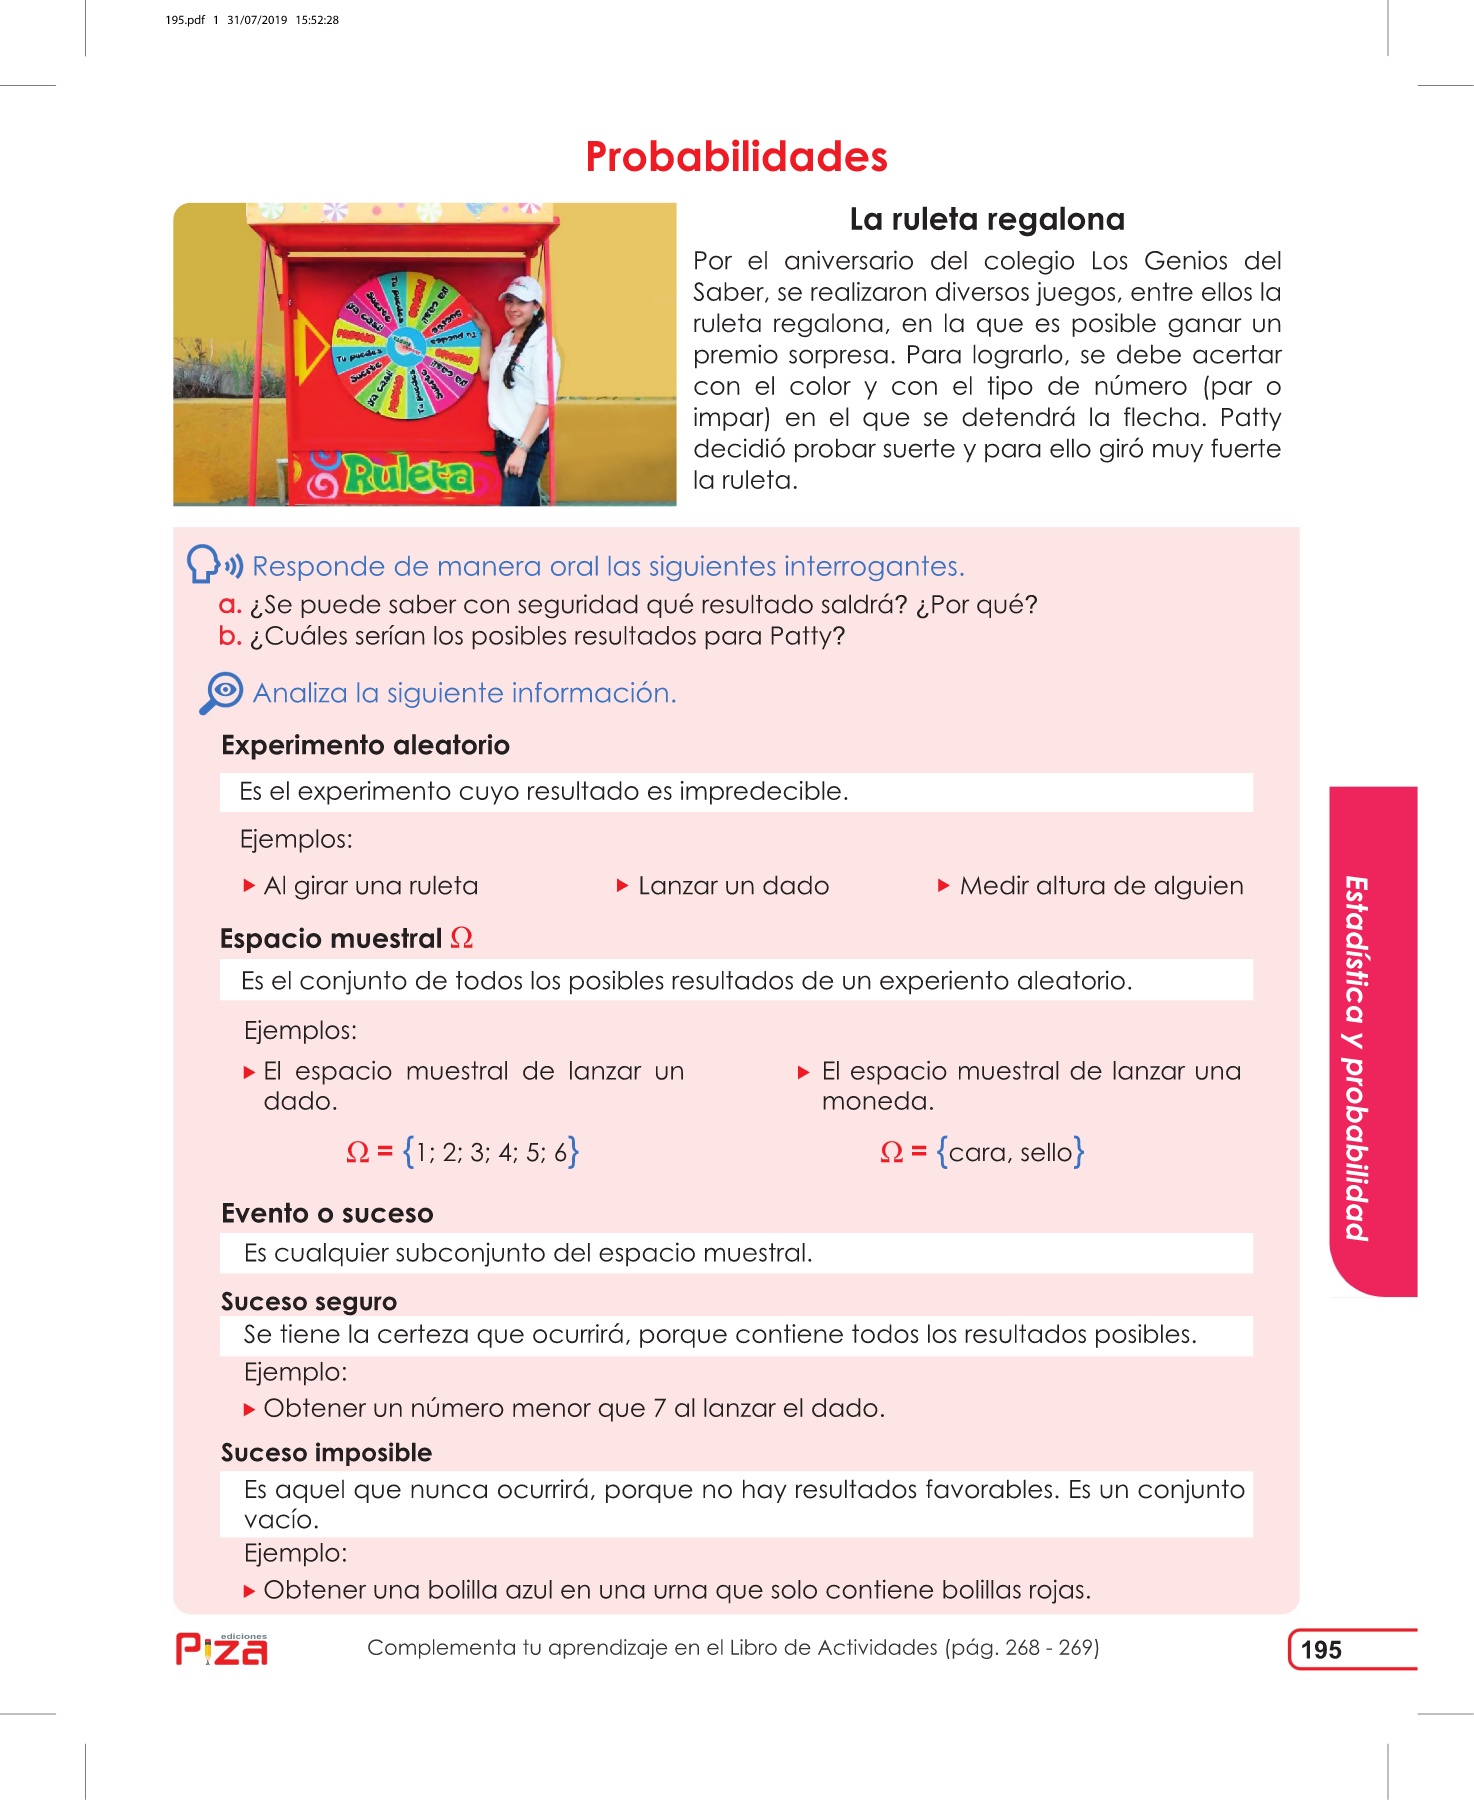 195.pdf 1 31/07/2019 15:52:28
Probabilidades
La ruleta regalona
Por el aniversario del colegio Los Genios del
Saber, se realizaron diversos juegos, entre ellos la
ruleta regalona, en la que es posible ganar un
premio sorpresa. Para lograrlo, se debe acertar
con el color y con el tipo de número (par o
impar) en el que se detendrá la flecha. Patty
decidió probar suerte y para ello giró muy fuerte
la ruleta.
Tu puedes
Suerte
Ruleta
Responde de manera oral las siguientes interrogantes.
a. ¿Se puede saber con seguridad qué resultado saldrá? ¿Por qué?
b. ¿Cuáles serían los posibles resultados para Patty?
Analiza la siguiente información.
Experimento aleatorio
Es el experimento cuyo resultado es impredecible.
Ejemplos:
Al girar una ruleta
Lanzar un dado
Medir altura de alguien
Espacio muestral Ω
Es el conjunto de todos los posibles resultados de un experiento aleatorio.
Ejemplos:
El espacio muestral de lanzar un
dado.
Ω = {1; 2; 3; 4; 5; 6}
El espacio muestral de lanzar una
moneda.
Ω = {cara, sello}
Evento o suceso
Es cualquier subconjunto del espacio muestral.
Suceso seguro
Se tiene la certeza que ocurrirá, porque contiene todos los resultados posibles.
Ejemplo:
Obtener un número menor que 7 al lanzar el dado.
Suceso imposible
Es aquel que nunca ocurrirá, porque no hay resultados favorables. Es un conjunto
vacío.
Ejemplo:
Obtener una bolilla azul en una urna que solo contiene bolillas rojas.
Estadística y probabilidad
ediciones
Piza
Complementa tu aprendizaje en el Libro de Actividades (pág. 268 - 269)
195